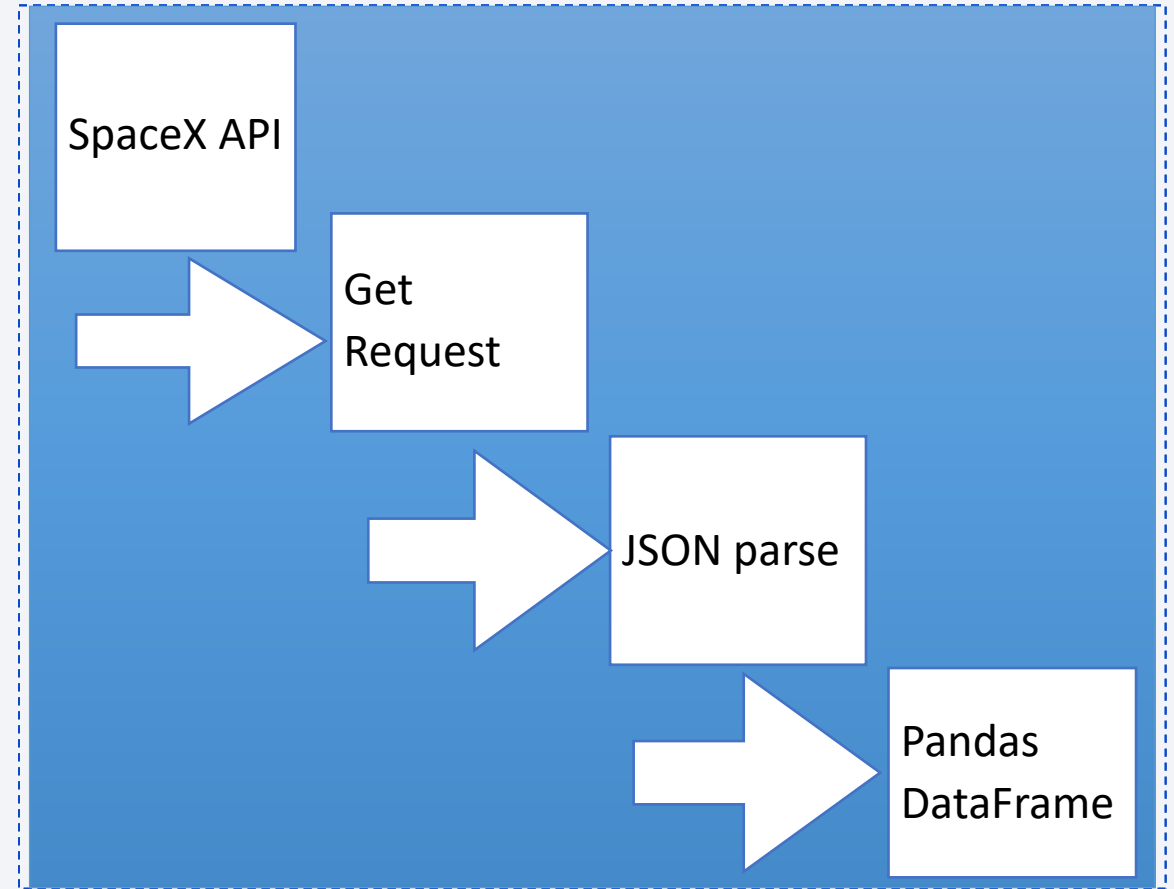 SpaceX API
Get
Request
JSON parse
Pandas
DataFrame